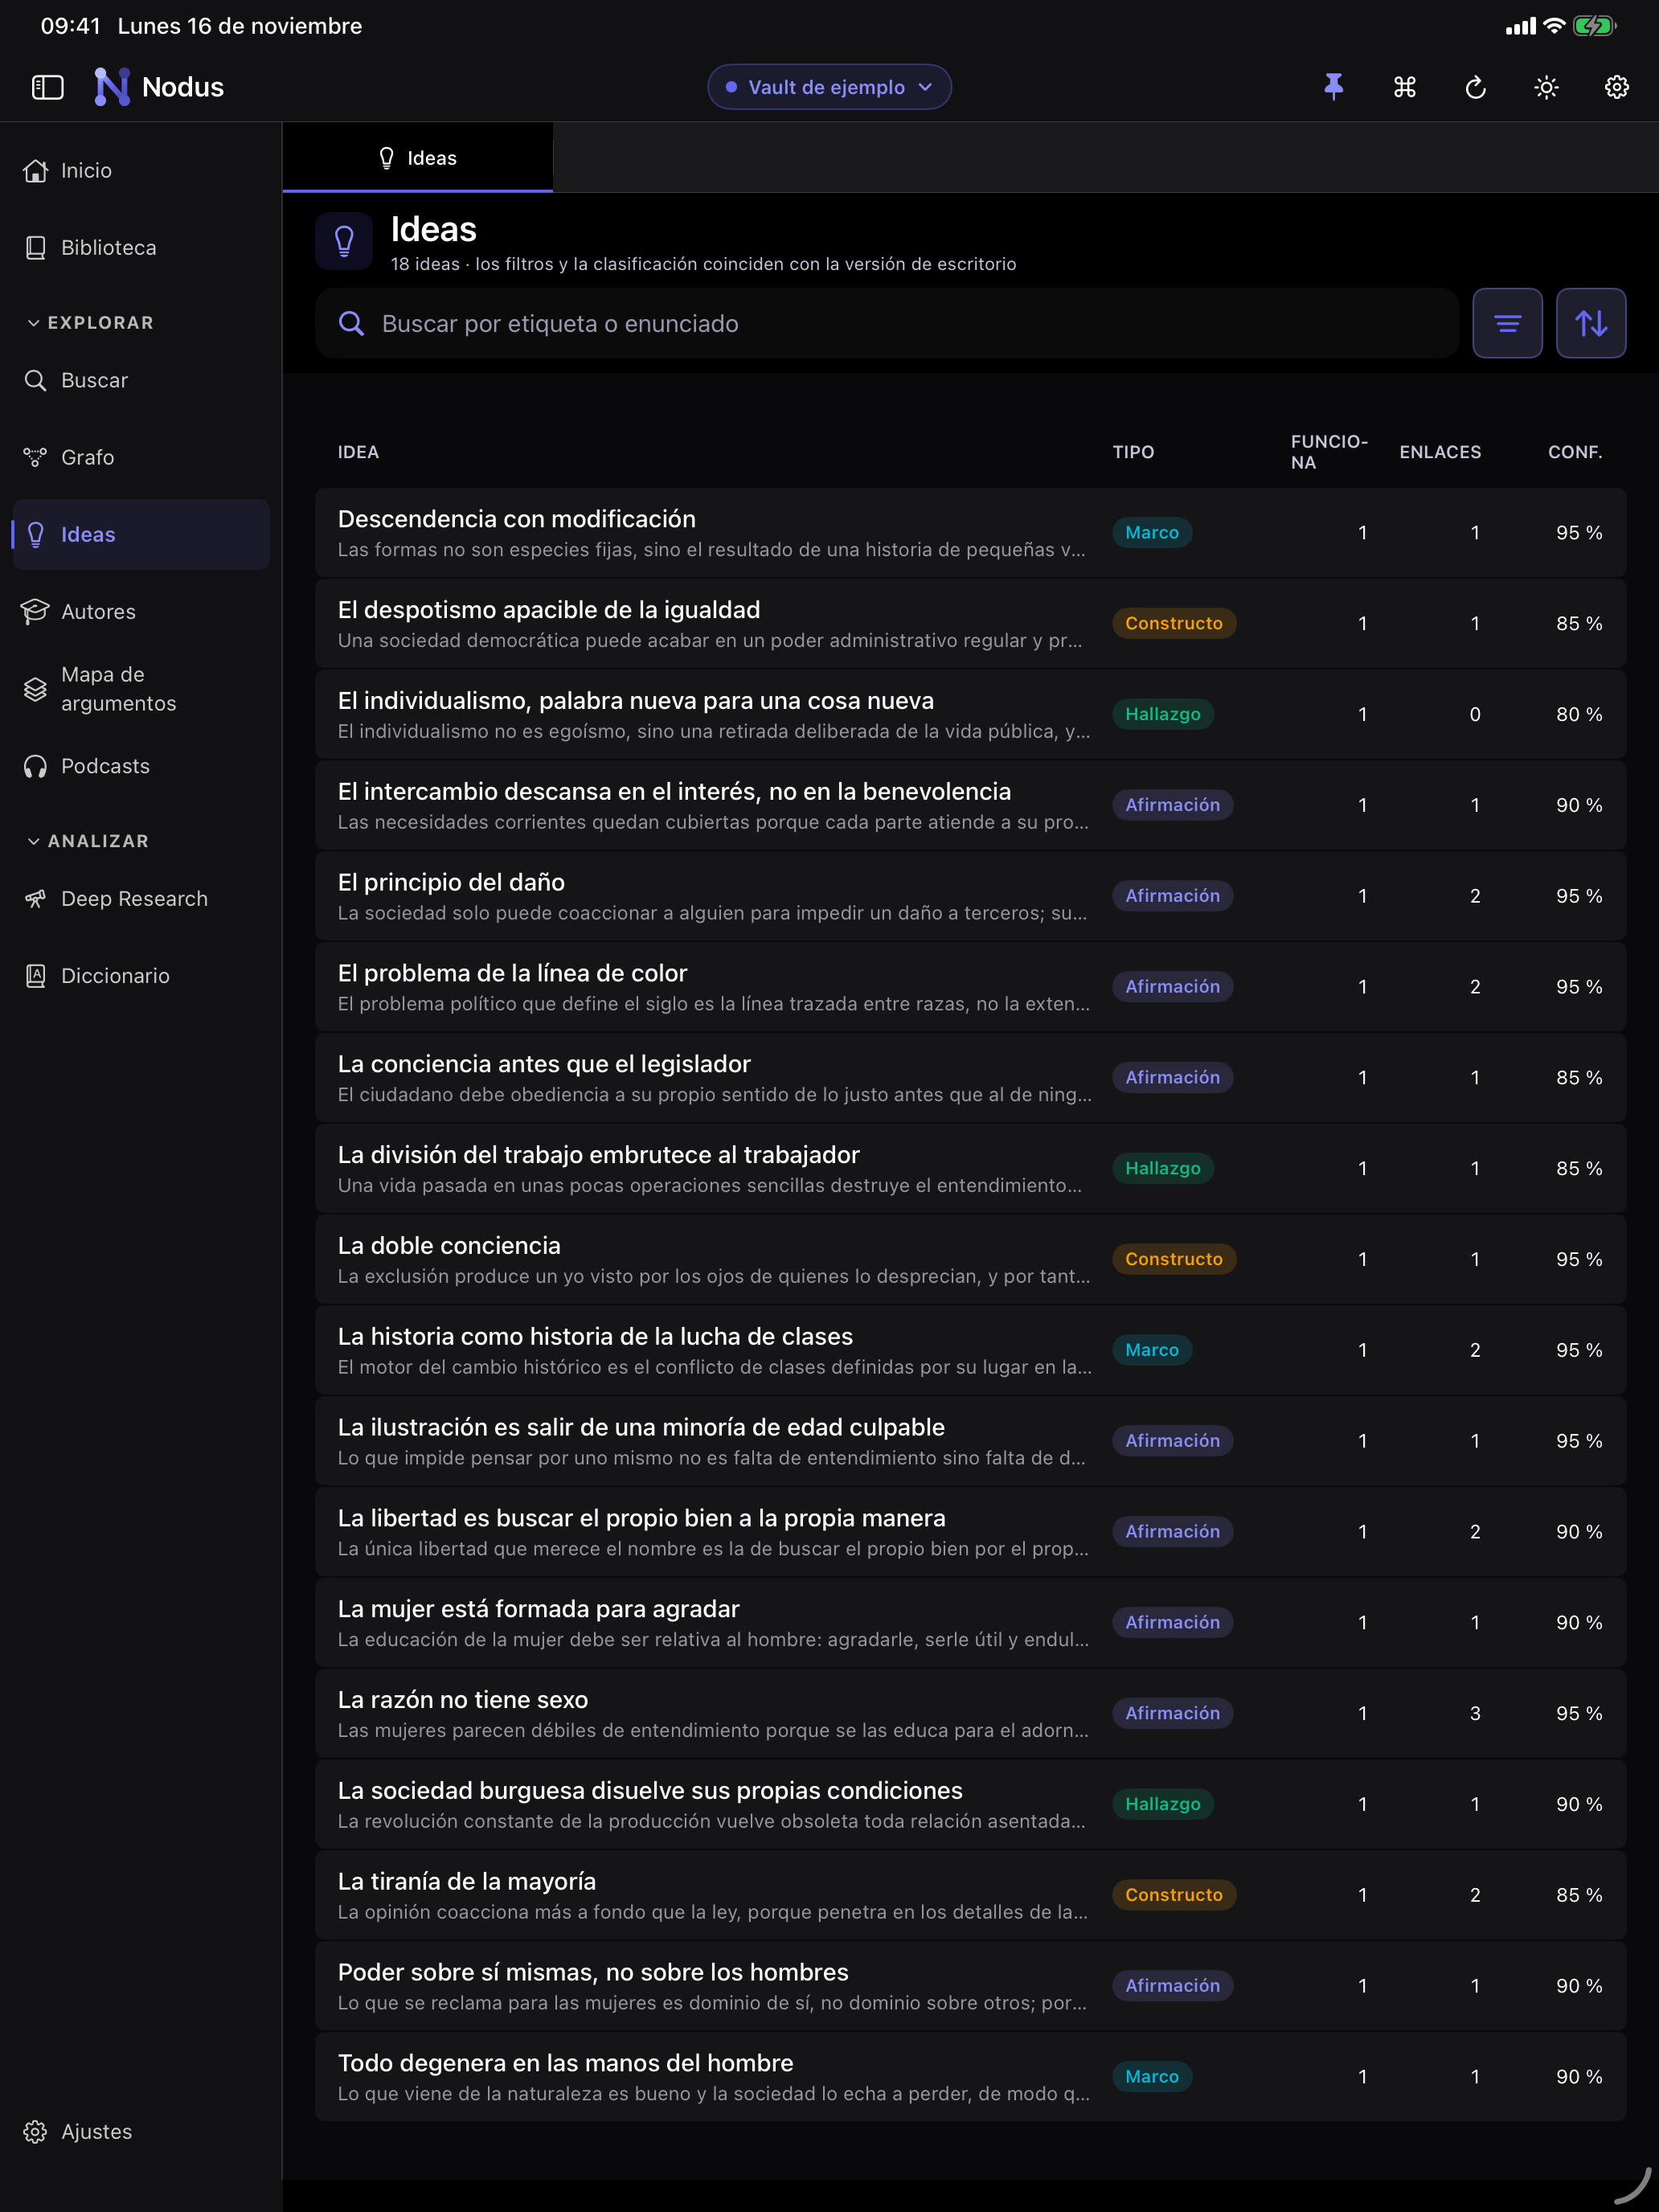 09:41 Lunes 16 de noviembre
Nodus
Vault de ejemplo
Inicio
Biblioteca
EXPLORAR
Buscar
Grafo
Ideas
Autores
Mapa de
argumentos
Podcasts
ANALIZAR
Deep Research
Diccionario
Ajustes
Ideas
Ideas
18 ideas · los filtros y la clasificación coinciden con la versión de escritorio
Buscar por etiqueta o enunciado
IDEA TIPO FUNCIO-
NA ENLACES CONF.
Descendencia con modificación
Las formas no son especies fijas, sino el resultado de una historia de pequeñas v...
Marco 1 1 95 %
El despotismo apacible de la igualdad
Una sociedad democrática puede acabar en un poder administrativo regular y pr...
Constructo 1 1 85 %
El individualismo, palabra nueva para una cosa nueva
El individualismo no es egoísmo, sino una retirada deliberada de la vida pública, y...
Hallazgo 1 0 80 %
El intercambio descansa en el interés, no en la benevolencia
Las necesidades corrientes quedan cubiertas porque cada parte atiende a su pro...
Afirmación 1 1 90 %
El principio del daño
La sociedad solo puede coaccionar a alguien para impedir un daño a terceros; su...
Afirmación 1 2 95 %
El problema de la línea de color
El problema político que define el siglo es la línea trazada entre razas, no la exten...
Afirmación 1 2 95 %
La conciencia antes que el legislador
El ciudadano debe obediencia a su propio sentido de lo justo antes que al de ning...
Afirmación 1 1 85 %
La división del trabajo embrutece al trabajador
Una vida pasada en unas pocas operaciones sencillas destruye el entendimiento...
Hallazgo 1 1 85 %
La doble conciencia
La exclusión produce un yo visto por los ojos de quienes lo desprecian, y por tant...
Constructo 1 1 95 %
La historia como historia de la lucha de clases
El motor del cambio histórico es el conflicto de clases definidas por su lugar en la...
Marco 1 2 95 %
La ilustración es salir de una minoría de edad culpable
Lo que impide pensar por uno mismo no es falta de entendimiento sino falta de d...
Afirmación 1 1 95 %
La libertad es buscar el propio bien a la propia manera
La única libertad que merece el nombre es la de buscar el propio bien por el prop...
Afirmación 1 2 90 %
La mujer está formada para agradar
La educación de la mujer debe ser relativa al hombre: agradarle, serle útil y endul...
Afirmación 1 1 90 %
La razón no tiene sexo
Las mujeres parecen débiles de entendimiento porque se las educa para el adorn...
Afirmación 1 3 95 %
La sociedad burguesa disuelve sus propias condiciones
La revolución constante de la producción vuelve obsoleta toda relación asentada...
Hallazgo 1 1 90 %
La tiranía de la mayoría
La opinión coacciona más a fondo que la ley, porque penetra en los detalles de la...
Constructo 1 2 85 %
Poder sobre sí mismas, no sobre los hombres
Lo que se reclama para las mujeres es dominio de sí, no dominio sobre otros; por...
Afirmación 1 1 90 %
Todo degenera en las manos del hombre
Lo que viene de la naturaleza es bueno y la sociedad lo echa a perder, de modo q...
Marco 1 1 90 %